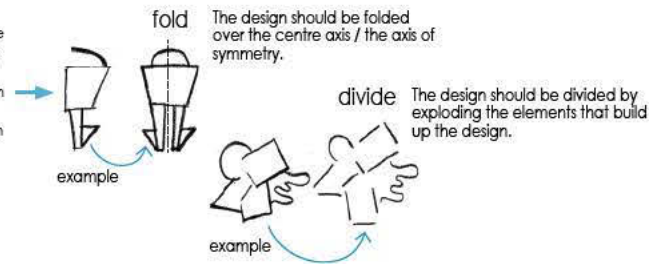 fold
The design should be folded
over the centre axis / the axis of
symmetry.
example
divide
The design should be divided by
exploding the elements that build
up the design.
example